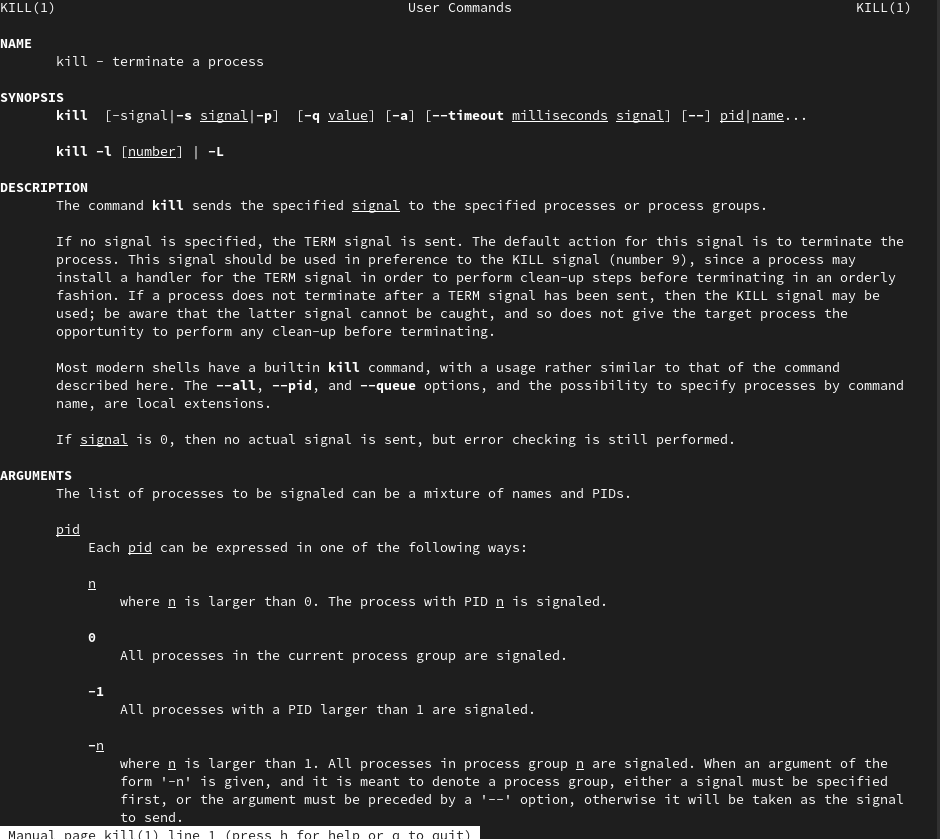 KILL(1) User Commands KILL(1)
NAME
kill - terminate a process
SYNOPSIS
kill [-signal|-s signal|-p] [-q value] [-a] [--timeout milliseconds signal] [--] pid|name...
kill -l [number] | -L
DESCRIPTION
The command kill sends the specified signal to the specified processes or process groups.
If no signal is specified, the TERM signal is sent. The default action for this signal is to terminate the
process. This signal should be used in preference to the KILL signal (number 9), since a process may
install a handler for the TERM signal in order to perform clean-up steps before terminating in an orderly
fashion. If a process does not terminate after a TERM signal has been sent, then the KILL signal may be
used; be aware that the latter signal cannot be caught, and so does not give the target process the
opportunity to perform any clean-up before terminating.
Most modern shells have a builtin kill command, with a usage rather similar to that of the command
described here. The --all, --pid, and --queue options, and the possibility to specify processes by command
name, are local extensions.
If signal is 0, then no actual signal is sent, but error checking is still performed.
ARGUMENTS
The list of processes to be signaled can be a mixture of names and PIDs.
pid
Each pid can be expressed in one of the following ways:
n
where n is larger than 0. The process with PID n is signaled.
0
All processes in the current process group are signaled.
-1
All processes with a PID larger than 1 are signaled.
-n
where n is larger than 1. All processes in process group n are signaled. When an argument of the
form '-n' is given, and it is meant to denote a process group, either a signal must be specified
first, or the argument must be preceded by a '--' option, otherwise it will be taken as the signal
to send.
Manual page kill(1) line 1 (press h for help or q to quit)